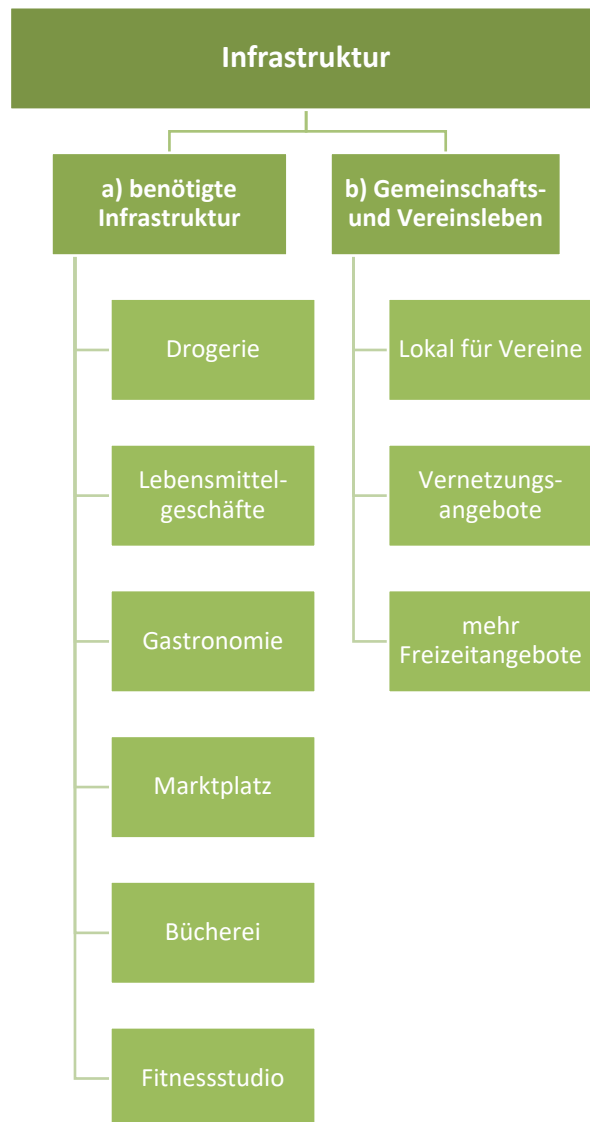 Infrastruktur
a) benötigte
Infrastruktur
Drogerie
Lebensmittel-
geschäfte
Gastronomie
Marktplatz
Bücherei
Fitnessstudio
b) Gemeinschafts-
und Vereinsleben
Lokal für Vereine
Vernetzungs-
angebote
mehr
Freizeitangebote